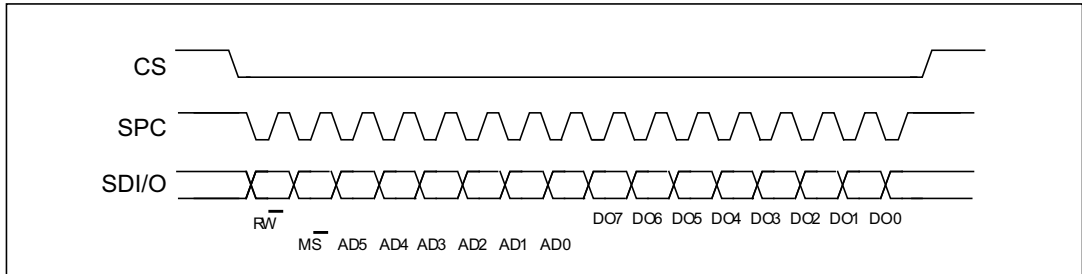 CS
SPC
SDI/O
RW̅ DO7 DO6 DO5 DO4 DO3 DO2 DO1 DO0
MS̅ AD5 AD4 AD3 AD2 AD1 AD0